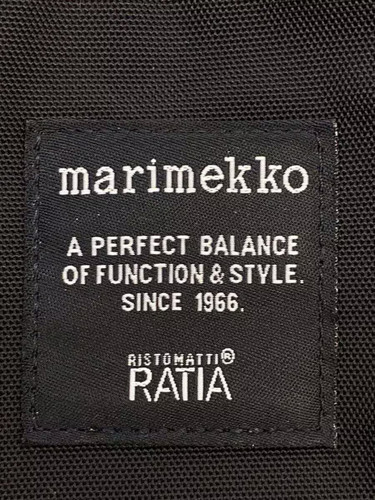 marimekko
A PERFECT BALANCE
OF FUNCTION & STYLE.
SINCE 1966.
RISTOMATTI®
RATIA